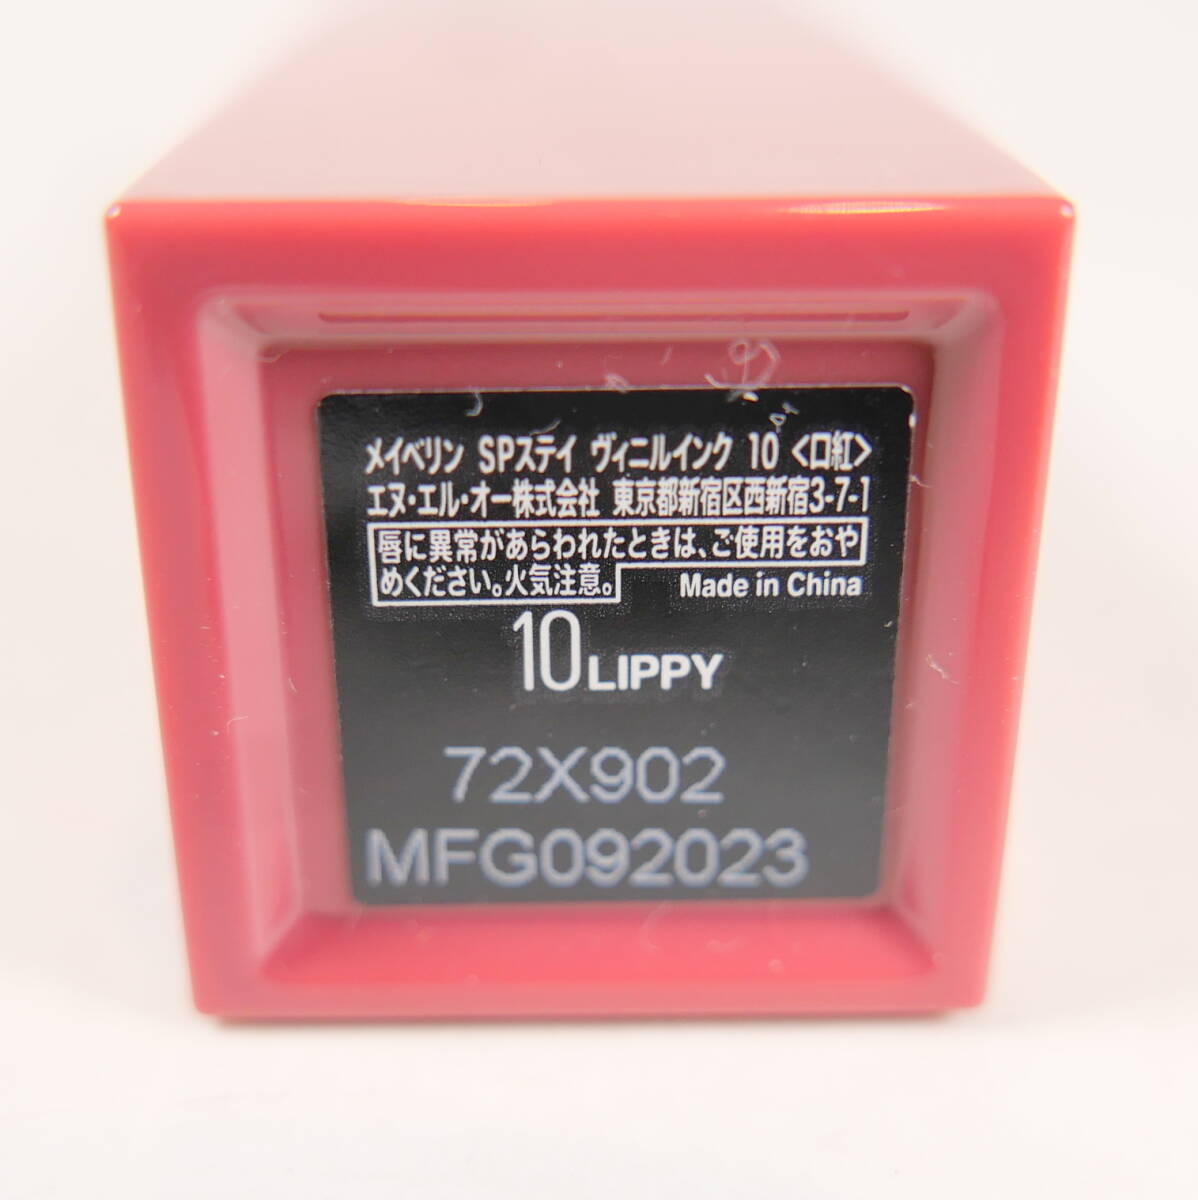 メイベリン SPステイ ヴィニルインク 10 <口紅>
エヌ・エル・オー株式会社 東京都新宿区西新宿3-7-1
唇に異常があらわれたときは、ご使用をおや
めください。火気注意。 Made in China
10 LIPPY
72X902
MFG092023